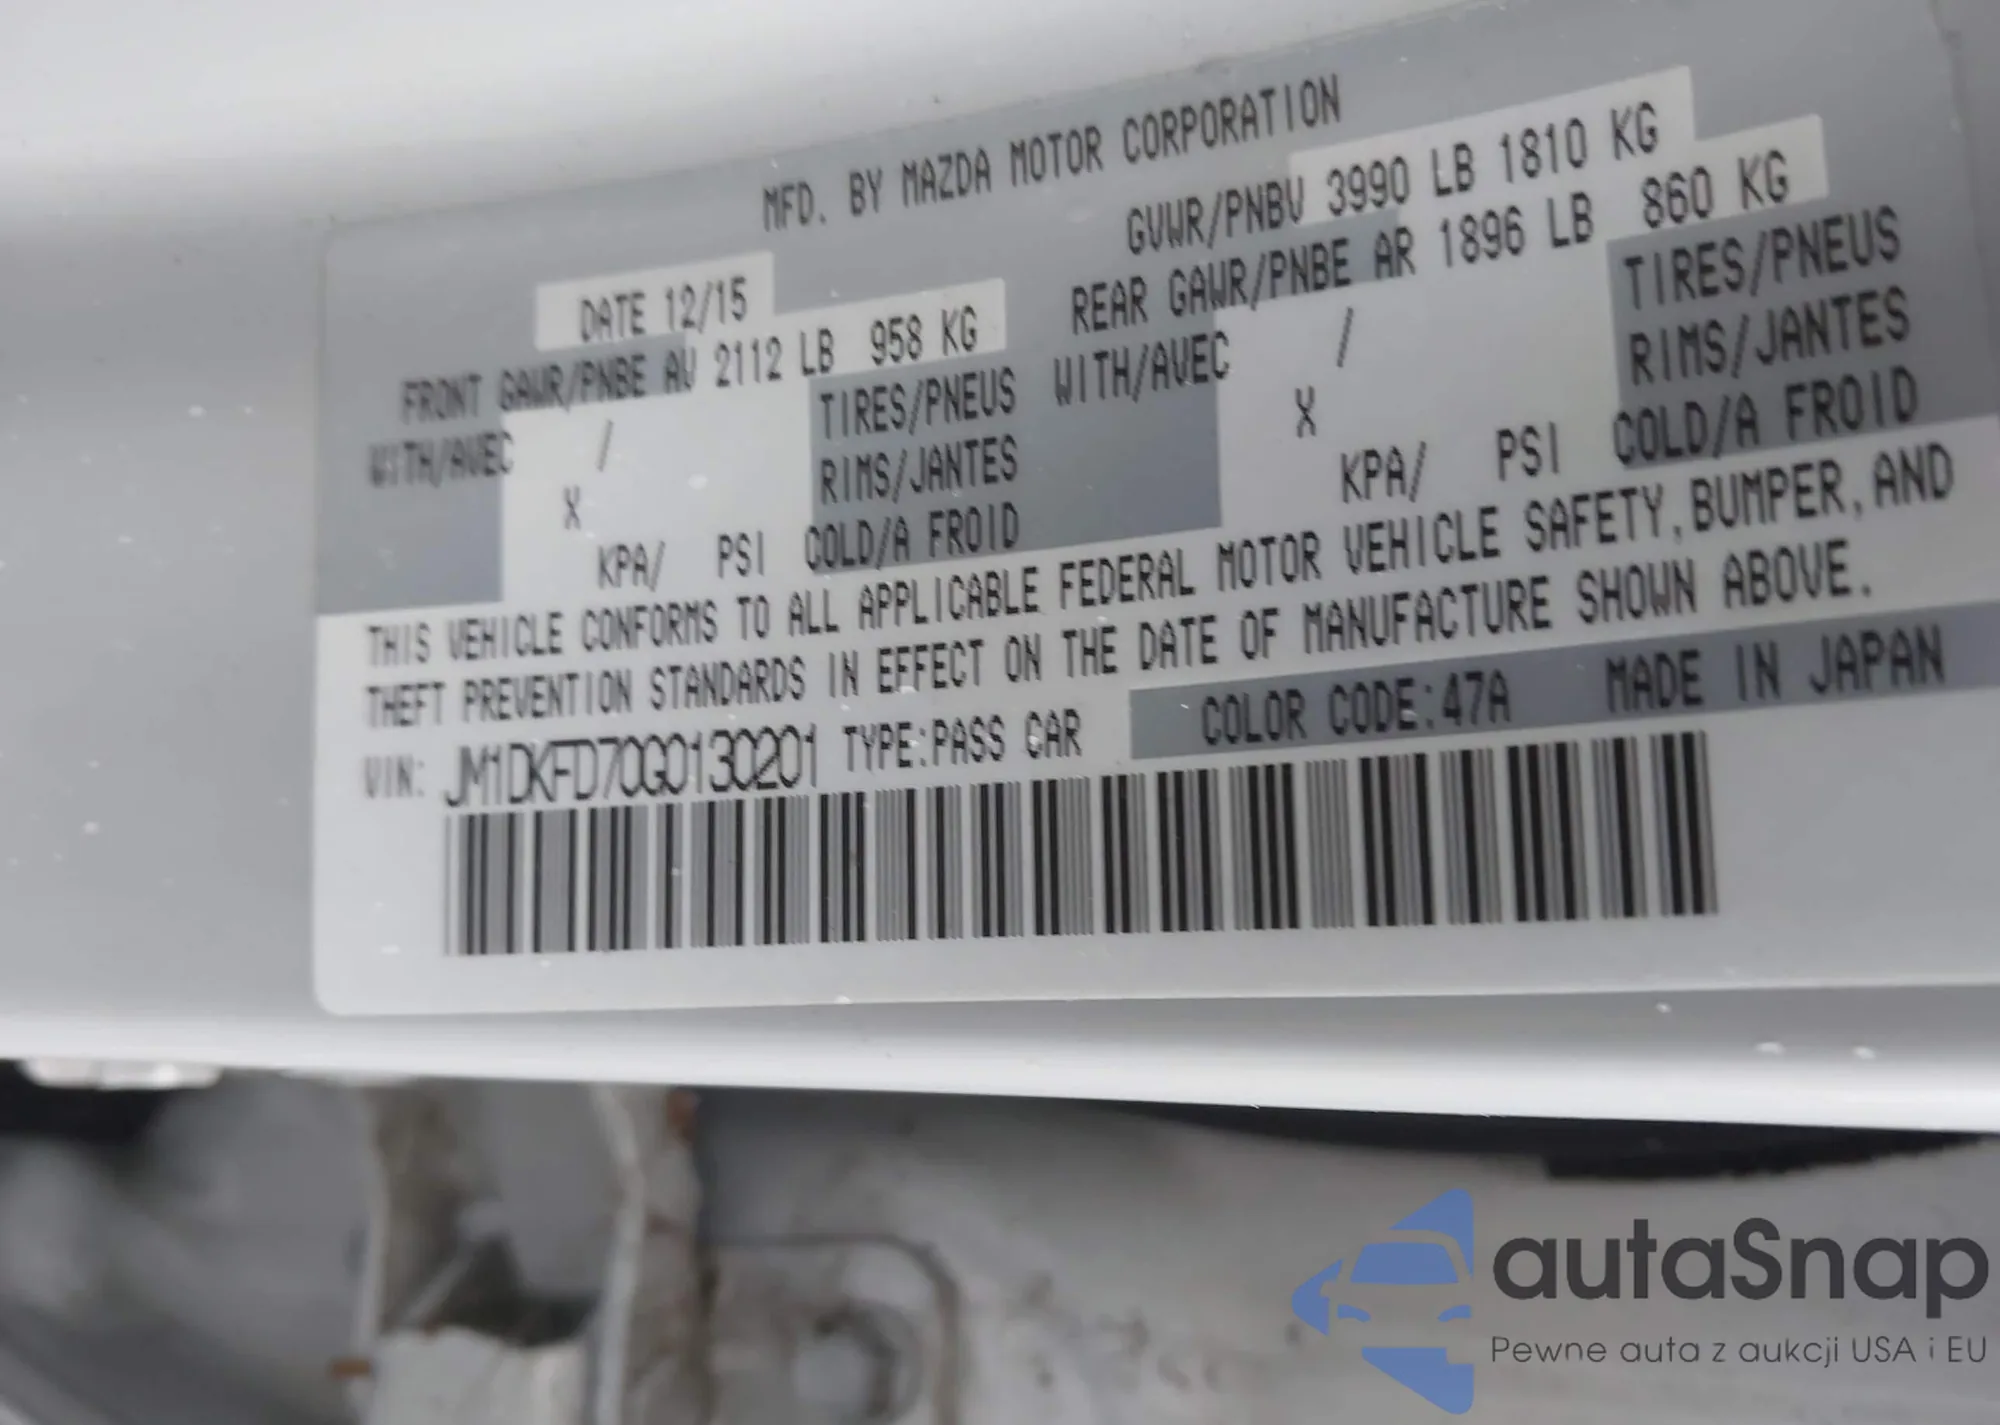 MFD. BY MAZDA MOTOR CORPORATION
DATE 12/15 GVWR/PNBV 3990 LB 1810 KG
FRONT GAWR/PNBE AV 2112 LB 958 KG REAR GAWR/PNBE AR 1896 LB 860 KG
WITH/AVEC / TIRES/PNEUS WITH/AVEC / TIRES/PNEUS
X RIMS/JANTES X RIMS/JANTES
KPA/ PSI COLD/A FROID KPA/ PSI COLD/A FROID
THIS VEHICLE CONFORMS TO ALL APPLICABLE FEDERAL MOTOR VEHICLE SAFETY, BUMPER, AND
THEFT PREVENTION STANDARDS IN EFFECT ON THE DATE OF MANUFACTURE SHOWN ABOVE.
VIN: JM1DKFD70G0130201 TYPE:PASS CAR COLOR CODE:47A MADE IN JAPAN
autaSnap
Pewne auta z aukcji USA i EU